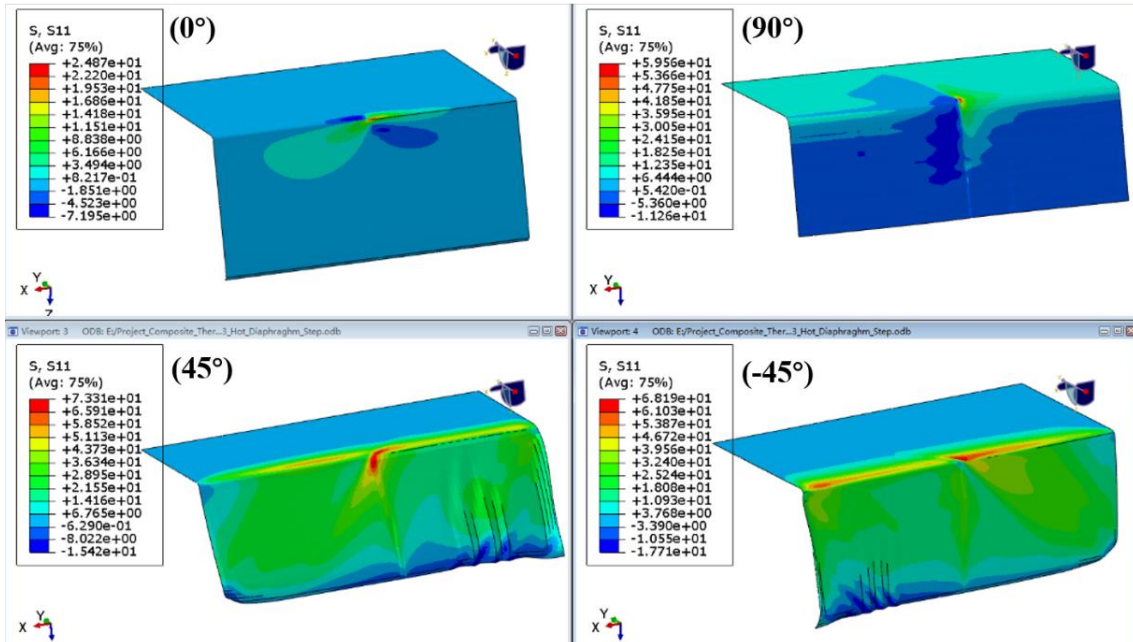 S, S11
(Avg: 75%)
+2.487e+01
+2.220e+01
+1.953e+01
+1.686e+01
+1.418e+01
+1.151e+01
+8.838e+00
+6.166e+00
+3.494e+00
+8.217e-01
-1.851e+00
-4.523e+00
-7.195e+00
(0°)
Y
X
Z
S, S11
(Avg: 75%)
+5.956e+01
+5.366e+01
+4.775e+01
+4.185e+01
+3.595e+01
+3.005e+01
+2.415e+01
+1.825e+01
+1.235e+01
+6.444e+00
+5.420e-01
-5.360e+00
-1.126e+01
(90°)
Y
X
Viewport: 3 ODB: E:/Project_Composite_Ther...3_Hot_Diaphraghm_Step.odb
S, S11
(Avg: 75%)
+7.331e+01
+6.591e+01
+5.852e+01
+5.113e+01
+4.373e+01
+3.634e+01
+2.895e+01
+2.155e+01
+1.416e+01
+6.765e+00
-6.290e-01
-8.022e+00
-1.542e+01
(45°)
Y
X
Viewport: 4 ODB: E:/Project_Composite_Ther...3_Hot_Diaphraghm_Step.odb
S, S11
(Avg: 75%)
+6.819e+01
+6.103e+01
+5.387e+01
+4.672e+01
+3.956e+01
+3.240e+01
+2.524e+01
+1.808e+01
+1.093e+01
+3.768e+00
-3.390e+00
-1.055e+01
-1.771e+01
(-45°)
Y
X